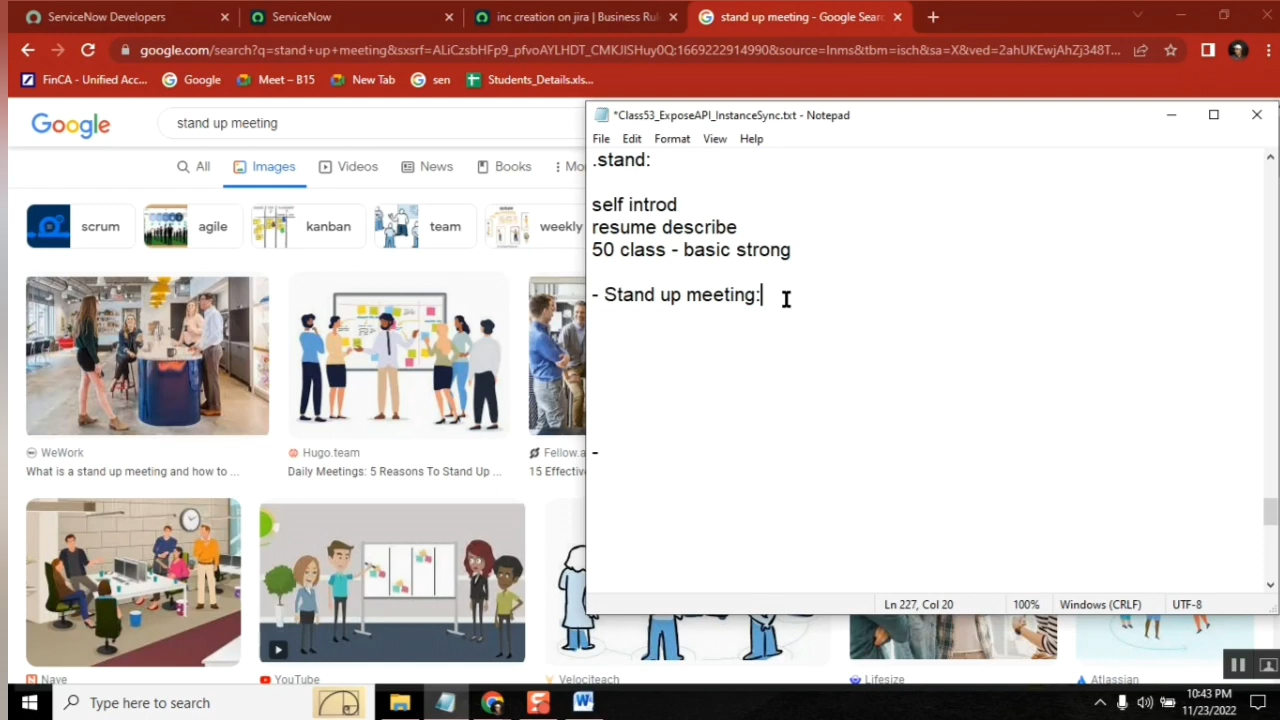 ServiceNow Developers
ServiceNow
inc creation on jira | Business Ru
stand up meeting - Google Sear
google.com/search?q=stand+up+meeting&sxsrf=ALiCzsbHFp9_pfvoAYLHDT_CMKJlSHuy0Q:1669222914990&source=lnms&tbm=isch&sa=X&ved=2ahUKEwjAhZj348T...
FinCA - Unified Acc...
Google
Meet – B15
New Tab
sen
Students_Details.xls...
Google
stand up meeting
All
Images
Videos
News
Books
Mo
scrum
agile
kanban
team
weekly
WeWork
What is a stand up meeting and how to ...
Hugo.team
Daily Meetings: 5 Reasons To Stand Up ...
Fellow.a
15 Effective
Nave
YouTube
Velociteach
Lifesize
Atlassian
*Class53_ExposeAPI_InstanceSync.txt - Notepad
File Edit Format View Help
.stand:
self introd
resume describe
50 class - basic strong
- Stand up meeting:
-
Ln 227, Col 20
100%
Windows (CRLF)
UTF-8
Type here to search
10:43 PM
11/23/2022